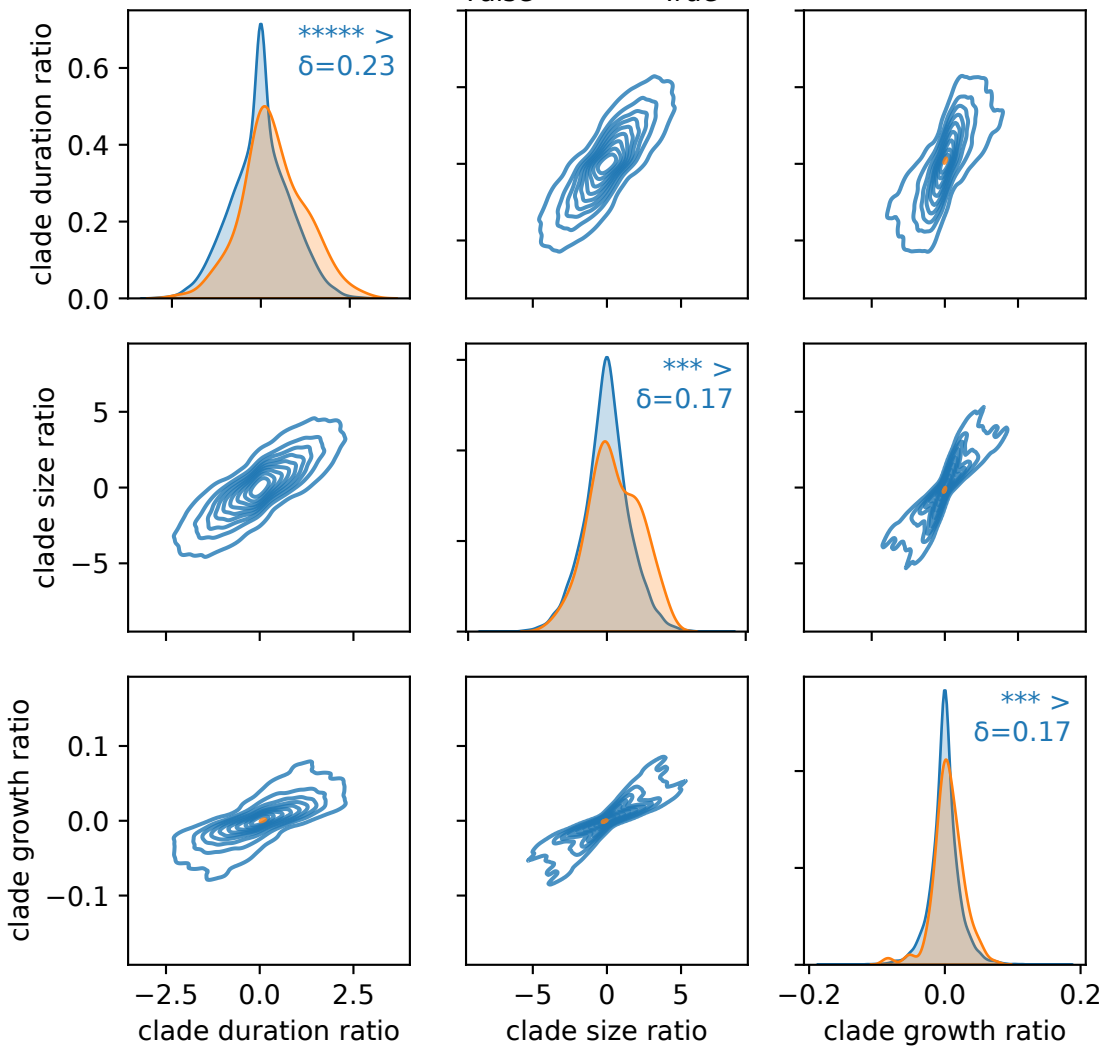 ***** >
δ=0.23
clade duration ratio
0.6
0.4
0.2
0.0
*** >
δ=0.17
clade size ratio
5
0
−5
*** >
δ=0.17
clade growth ratio
0.1
0.0
−0.1
−2.5 0.0 2.5 −5 0 5 −0.2 0.0 0.2
clade duration ratio clade size ratio clade growth ratio